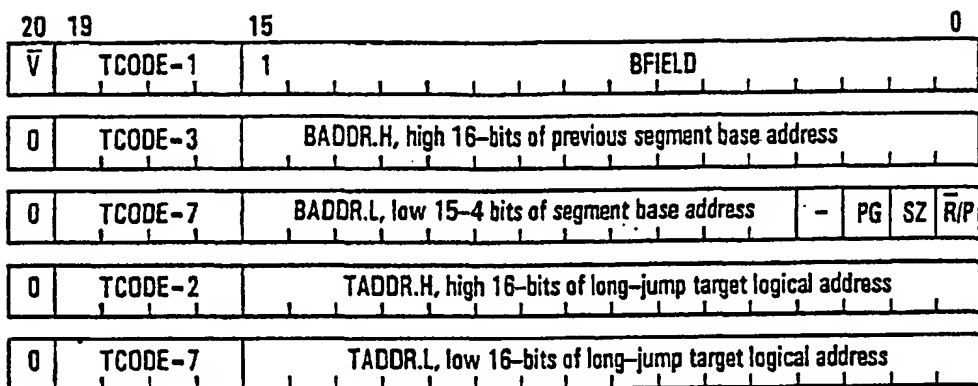 20 19 15 0
V̅ TCODE-1 1 BFIELD
0 TCODE-3 BADDR.H, high 16-bits of previous segment base address
0 TCODE-7 BADDR.L, low 15-4 bits of segment base address - PG SZ R̅/P
0 TCODE-2 TADDR.H, high 16-bits of long-jump target logical address
0 TCODE-7 TADDR.L, low 16-bits of long-jump target logical address